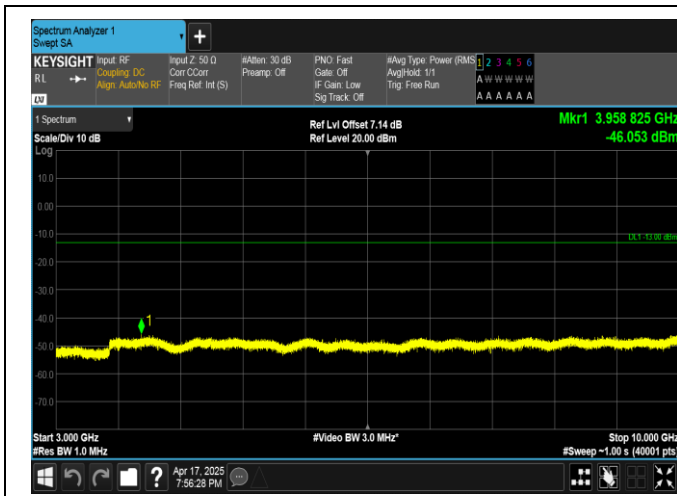 Spectrum Analyzer 1
Swept SA
+
KEYSIGHT Input: RF Input Z: 50 Ω #Atten: 30 dB PNO: Fast #Avg Type: Power (RMS 1 2 3 4 5 6
RL Coupling: DC Corr CCorr Preamp: Off Gate: Off Avg|Hold: 1/1 A W W W W W
Align: Auto/No RF Freq Ref: Int (S) IF Gain: Low Trig: Free Run
LXI Sig Track: Off A A A A A A
1 Spectrum Ref Lvl Offset 7.14 dB Mkr1 3.958 825 GHz
Scale/Div 10 dB Ref Level 20.00 dBm -46.053 dBm
Log
10.0
0.00
-10.0
DL1 -13.00 dBm
-20.0
-30.0
-40.0
1
-50.0
-60.0
-70.0
Start 3.000 GHz #Video BW 3.0 MHz* Stop 10.000 GHz
#Res BW 1.0 MHz #Sweep ~1.00 s (40001 pts)
? Apr 17, 2025
7:56:28 PM